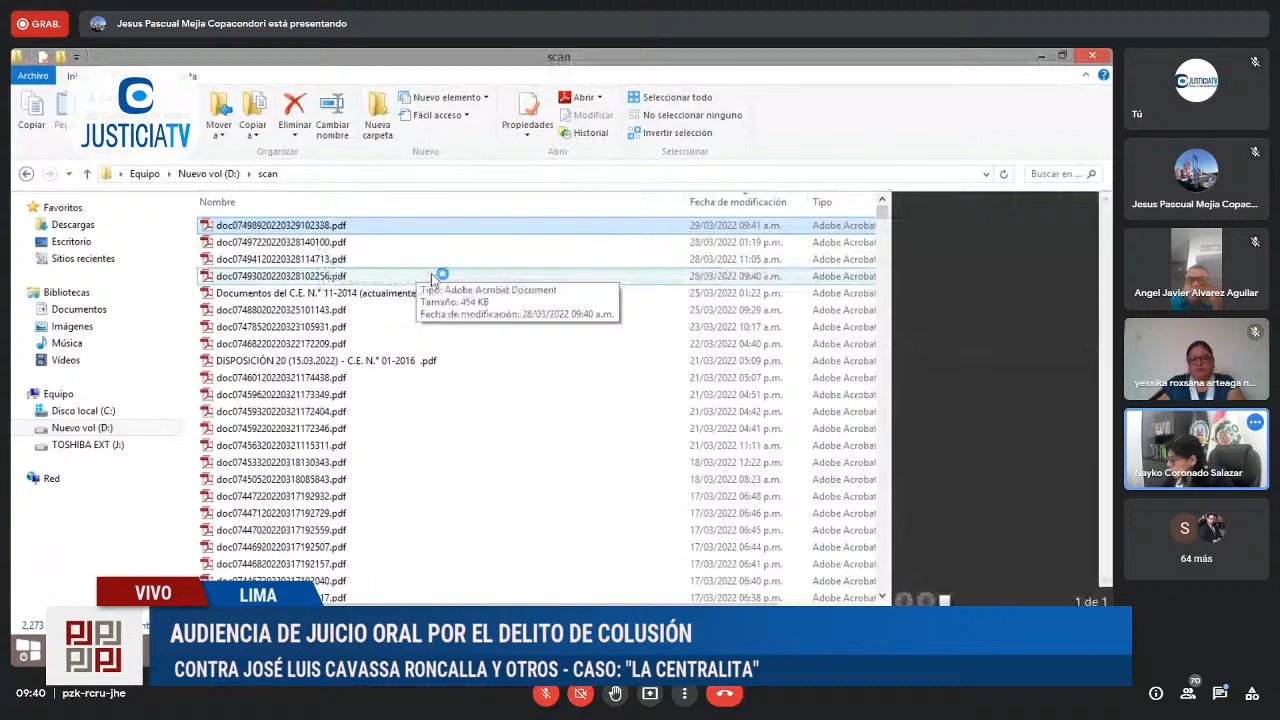 GRAB.
Jesus Pascual Mejia Copacondori está presentando
scan
Archivo
Copiar
Mover a
Copiar a
Eliminar
Cambiar nombre
Nueva carpeta
Nuevo elemento
Fácil acceso
Propiedades
Abrir
Modificar
Historial
Seleccionar todo
No seleccionar ninguno
Invertir selección
Organizar
Nuevo
Abrir
Seleccionar
JUSTICIATV
Equipo
Nuevo vol (D:)
scan
Buscar en ...
Nombre
Fecha de modificación
Tipo
Favoritos
Descargas
Escritorio
Sitios recientes
Bibliotecas
Documentos
Imágenes
Música
Vídeos
Equipo
Disco local (C:)
Nuevo vol (D:)
TOSHIBA EXT (J:)
Red
doc07498920220329102338.pdf 29/03/2022 09:41 a.m. Adobe Acrobat
doc07497220220328140100.pdf 28/03/2022 01:19 p.m. Adobe Acrobat
doc07494120220328114713.pdf 28/03/2022 11:05 a.m. Adobe Acrobat
doc07493020220328102256.pdf 28/03/2022 09:40 a.m. Adobe Acrobat
Documentos del C.E. N.° 11-2014 (actualmente 25/03/2022 01:22 p.m. Adobe Acrobat
doc07488020220325101143.pdf 25/03/2022 09:29 a.m. Adobe Acrobat
doc07478520220323105931.pdf 23/03/2022 10:17 a.m. Adobe Acrobat
doc07468220220322172209.pdf 22/03/2022 04:40 p.m. Adobe Acrobat
DISPOSICIÓN 20 (15.03.2022) - C.E. N.° 01-2016 .pdf 21/03/2022 05:09 p.m. Adobe Acrobat
doc07460120220321174438.pdf 21/03/2022 05:07 p.m. Adobe Acrobat
doc07459620220321173349.pdf 21/03/2022 04:51 p.m. Adobe Acrobat
doc07459320220321172404.pdf 21/03/2022 04:42 p.m. Adobe Acrobat
doc07459220220321172346.pdf 21/03/2022 04:41 p.m. Adobe Acrobat
doc07456320220321115311.pdf 21/03/2022 11:11 a.m. Adobe Acrobat
doc07453320220318130343.pdf 18/03/2022 12:22 p.m. Adobe Acrobat
doc07450520220318085843.pdf 18/03/2022 08:23 a.m. Adobe Acrobat
doc07447220220317192932.pdf 17/03/2022 06:48 p.m. Adobe Acrobat
doc07447120220317192729.pdf 17/03/2022 06:46 p.m. Adobe Acrobat
doc07447020220317192559.pdf 17/03/2022 06:45 p.m. Adobe Acrobat
doc07446920220317192507.pdf 17/03/2022 06:44 p.m. Adobe Acrobat
doc07446820220317192157.pdf 17/03/2022 06:41 p.m. Adobe Acrobat
17/03/2022 06:40 p.m. Adobe Acrobat
17/03/2022 06:38 p.m. Adobe Acrobat
Tipo: Adobe Acrobat Document
Tamaño: 454 KB
Fecha de modificación: 28/03/2022 09:40 a.m.
1 de 1
2,273
JUSTICIATV
Tú
Jesus Pascual Mejia Copac...
Angel Javier Alvarez Aguilar
yessika roxsana arteaga n...
Nayko Coronado Salazar
S
64 más
VIVO
LIMA
PJ
AUDIENCIA DE JUICIO ORAL POR EL DELITO DE COLUSIÓN
CONTRA JOSÉ LUIS CAVASSA RONCALLA Y OTROS - CASO: "LA CENTRALITA"
09:40
pzk-rcru-jhe
70